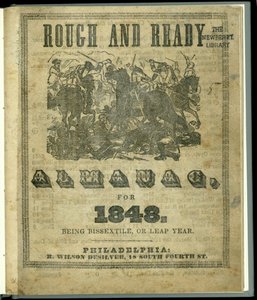 ROUGH AND READY
THE
NEWBERRY
LIBRARY
ALMANAC,
FOR
1848.
BEING BISSEXTILE, OR LEAP YEAR.
PHILADELPHIA:
R. WILSON DESILVER, 18 SOUTH FOURTH ST.